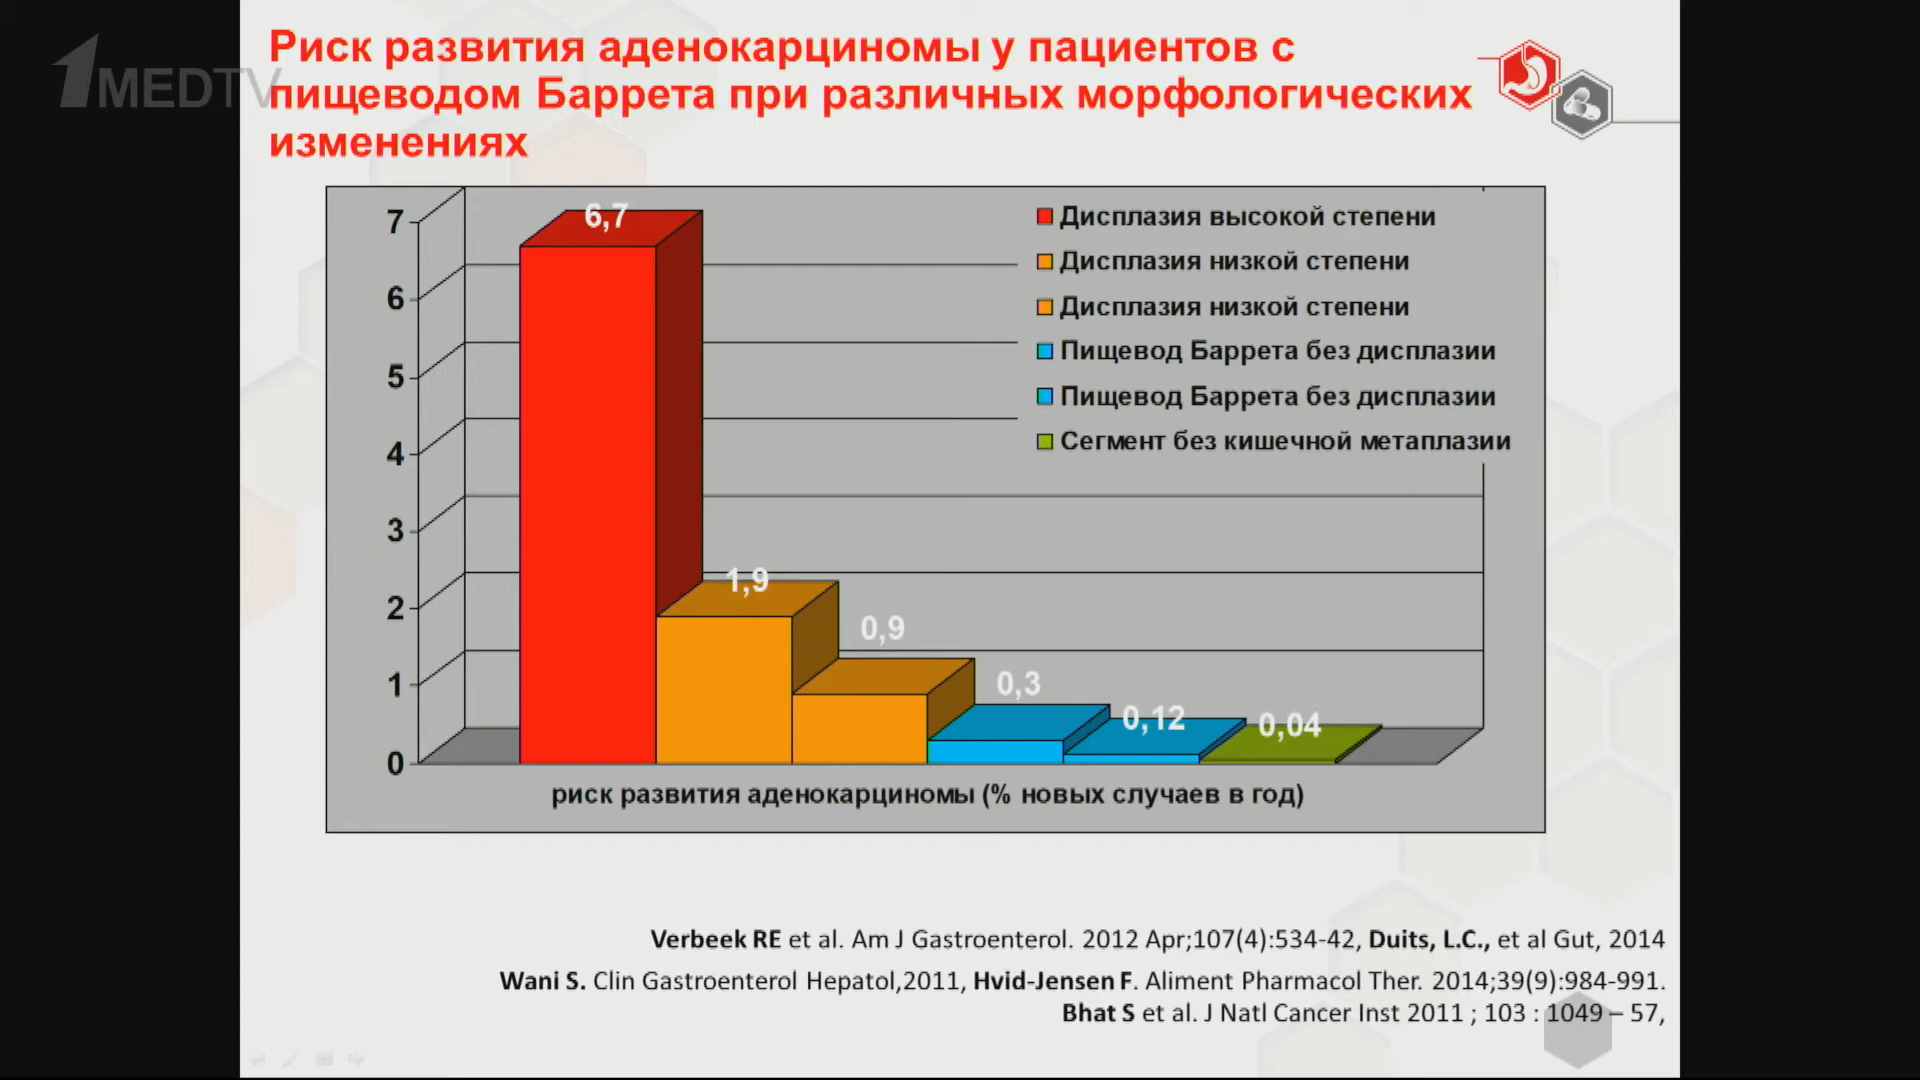 1MEDTV
Риск развития аденокарциномы у пациентов с
пищеводом Баррета при различных морфологических
изменениях
7
6
5
4
3
2
1
0
6,7
1,9
0,9
0,3
0,12
0,04
Дисплазия высокой степени
Дисплазия низкой степени
Дисплазия низкой степени
Пищевод Баррета без дисплазии
Пищевод Баррета без дисплазии
Сегмент без кишечной метаплазии
риск развития аденокарциномы (% новых случаев в год)
Verbeek RE et al. Am J Gastroenterol. 2012 Apr;107(4):534-42, Duits, L.C., et al Gut, 2014
Wani S. Clin Gastroenterol Hepatol,2011, Hvid-Jensen F. Aliment Pharmacol Ther. 2014;39(9):984-991.
Bhat S et al. J Natl Cancer Inst 2011 ; 103 : 1049 – 57,